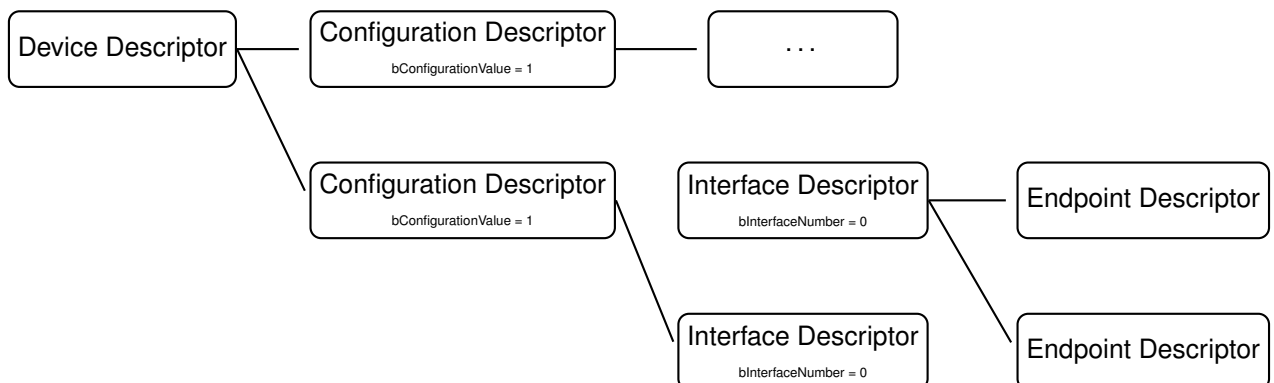 Device Descriptor
Configuration Descriptor
bConfigurationValue = 1
. . .
Configuration Descriptor
bConfigurationValue = 1
Interface Descriptor
bInterfaceNumber = 0
Endpoint Descriptor
Interface Descriptor
bInterfaceNumber = 0
Endpoint Descriptor